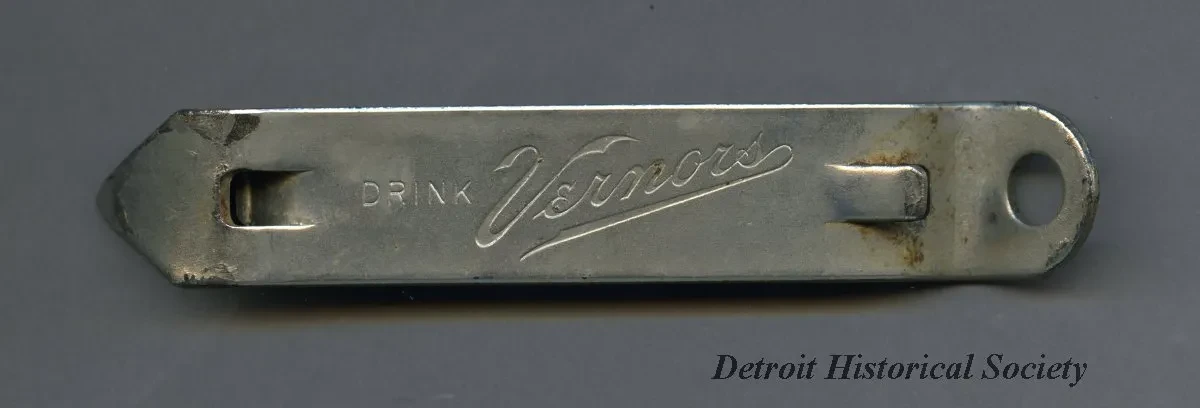 DRINK Vernors
Detroit Historical Society